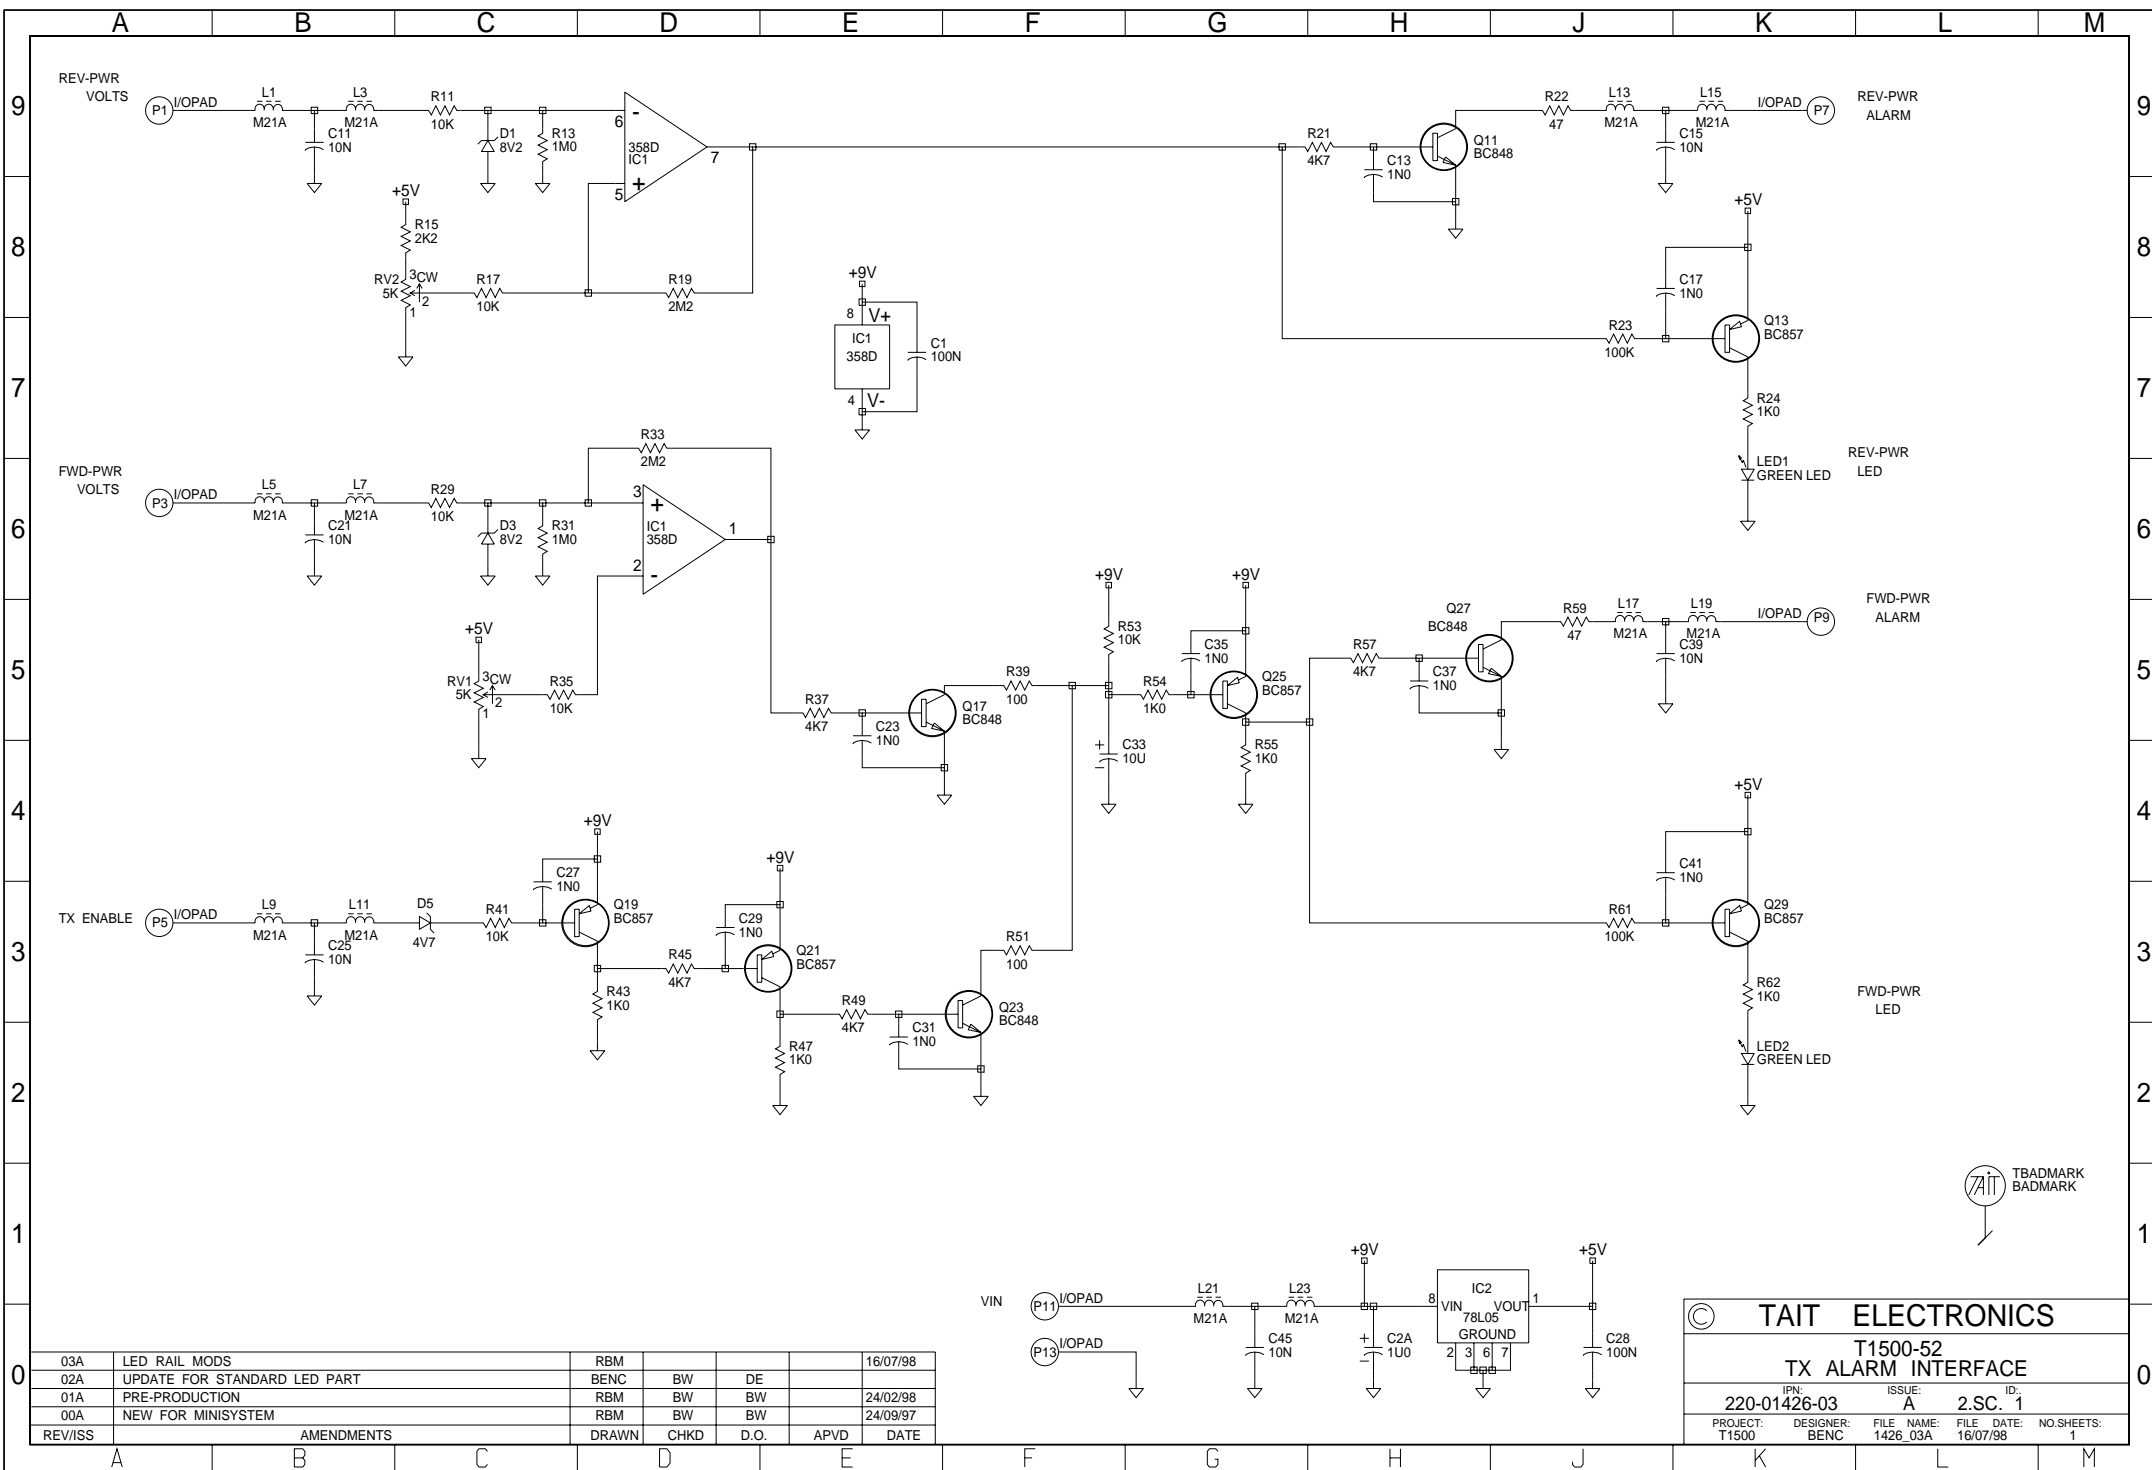 A B C D E F G H J K L M
9
8
7
6
5
4
3
2
1
0
9
8
7
6
5
4
3
2
1
0
REV-PWR
VOLTS
P1
I/OPAD
L1
M21A
C11
10N
L3
M21A
R11
10K
D1
8V2
R13
1M0
6
-
358D
IC1
7
+
5
+5V
R15
2K2
RV2
5K
3
CW
2
1
R17
10K
R19
2M2
+9V
8
V+
IC1
358D
C1
100N
4
V-
R21
4K7
C13
1N0
Q11
BC848
R22
47
L13
M21A
L15
M21A
C15
10N
I/OPAD
P7
REV-PWR
ALARM
+5V
C17
1N0
R23
100K
Q13
BC857
R24
1K0
LED1
GREEN LED
REV-PWR
LED
FWD-PWR
VOLTS
P3
I/OPAD
L5
M21A
C21
10N
L7
M21A
R29
10K
D3
8V2
R31
1M0
R33
2M2
3
+
IC1
358D
1
2
-
+5V
RV1
5K
3
CW
2
1
R35
10K
R37
4K7
C23
1N0
Q17
BC848
R39
100
+9V
R53
10K
R54
1K0
C33
10U
+
-
+9V
C35
1N0
Q25
BC857
R55
1K0
R57
4K7
C37
1N0
Q27
BC848
R59
47
L17
M21A
L19
M21A
C39
10N
I/OPAD
P9
FWD-PWR
ALARM
+5V
C41
1N0
R61
100K
Q29
BC857
R62
1K0
FWD-PWR
LED
LED2
GREEN LED
TX ENABLE
P5
I/OPAD
L9
M21A
C25
10N
L11
M21A
D5
4V7
R41
10K
+9V
C27
1N0
Q19
BC857
R43
1K0
R45
4K7
+9V
C29
1N0
Q21
BC857
R47
1K0
R49
4K7
C31
1N0
Q23
BC848
R51
100
TAIT
TBADMARK
BADMARK
VIN
P11
I/OPAD
P13
I/OPAD
L21
M21A
C45
10N
L23
M21A
+9V
+
-
C2A
1U0
8
IC2
VIN VOUT
78L05
GROUND
1
2 3 6 7
+5V
C28
100N
03A LED RAIL MODS RBM 16/07/98
02A UPDATE FOR STANDARD LED PART BENC BW DE
01A PRE-PRODUCTION RBM BW BW 24/02/98
00A NEW FOR MINISYSTEM RBM BW BW 24/09/97
REV/ISS AMENDMENTS DRAWN CHKD D.O. APVD DATE
© TAIT ELECTRONICS
T1500-52
TX ALARM INTERFACE
IPN: ISSUE: ID:.
220-01426-03 A 2.SC. 1
PROJECT: DESIGNER: FILE NAME: FILE DATE: NO.SHEETS:
T1500 BENC 1426_03A 16/07/98 1
A B C D E F G H J K L M